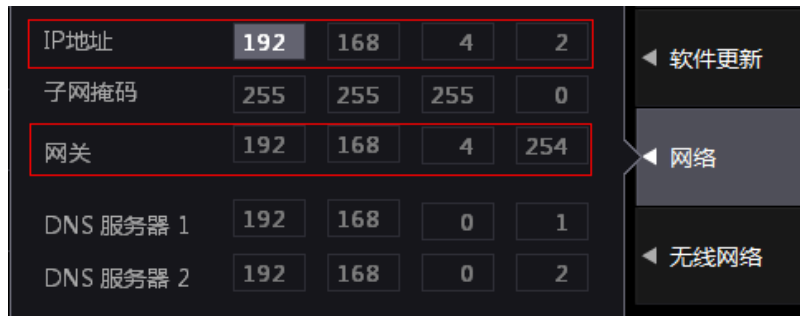 IP地址 192 168 4 2
子网掩码 255 255 255 0
网关 192 168 4 254
DNS 服务器 1 192 168 0 1
DNS 服务器 2 192 168 0 2
软件更新
网络
无线网络